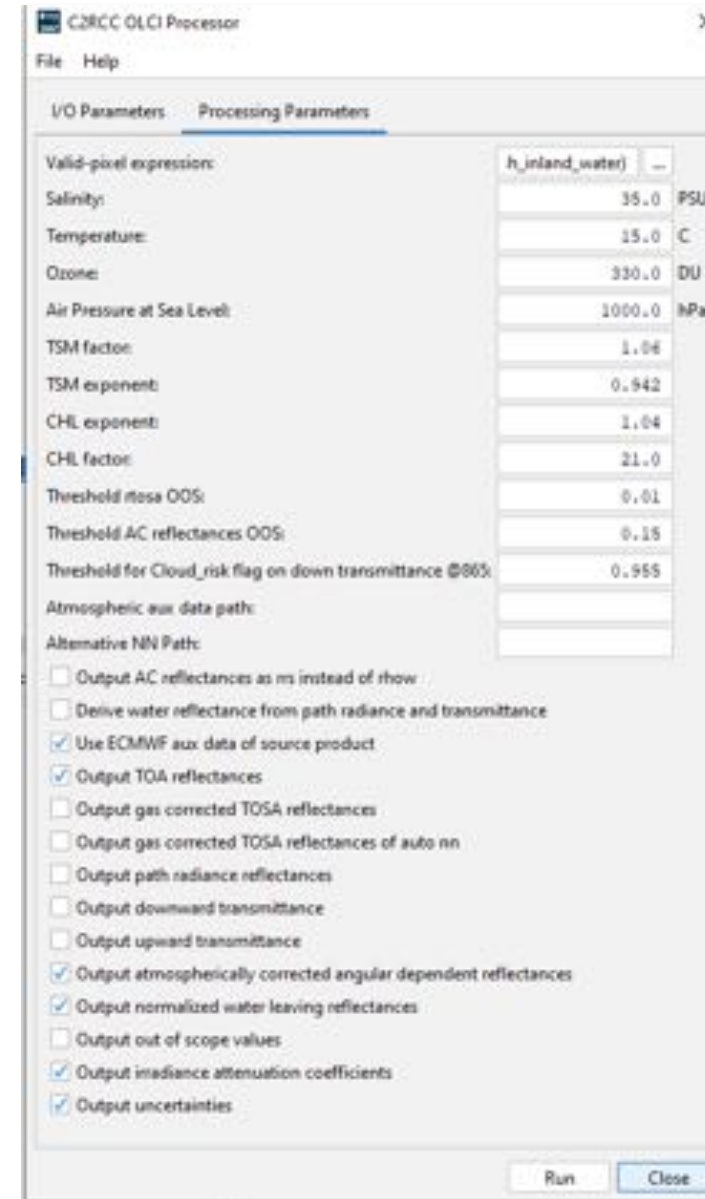 C2RCC OLCI Processor
File Help
I/O Parameters Processing Parameters
Valid-pixel expression: h_inland_water) ...
Salinity: 35.0 PSU
Temperature: 15.0 C
Ozone: 330.0 DU
Air Pressure at Sea Level: 1000.0 hPa
TSM factor: 1.06
TSM exponent: 0.942
CHL exponent: 1.04
CHL factor: 21.0
Threshold rtosa OOS: 0.01
Threshold AC reflectances OOS: 0.15
Threshold for Cloud_risk flag on down transmittance @865: 0.955
Atmospheric aux data path:
Alternative NN Path:
Output AC reflectances as rrs instead of rhow
Derive water reflectance from path radiance and transmittance
Use ECMWF aux data of source product
Output TOA reflectances
Output gas corrected TOSA reflectances
Output gas corrected TOSA reflectances of auto nn
Output path radiance reflectances
Output downward transmittance
Output upward transmittance
Output atmospherically corrected angular dependent reflectances
Output normalized water leaving reflectances
Output out of scope values
Output irradiance attenuation coefficients
Output uncertainties
Run Close